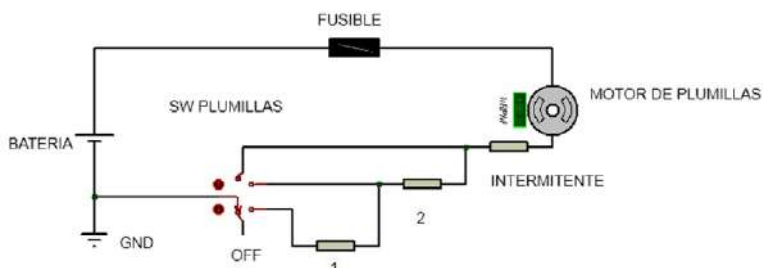 FUSIBLE
SW PLUMILLAS
MOTOR DE PLUMILLAS
BATERIA
INTERMITENTE
2
GND
OFF
1